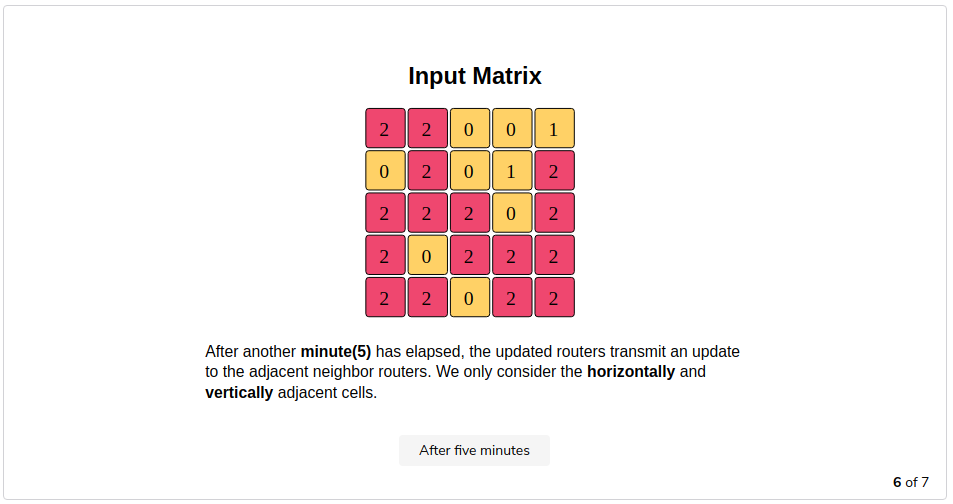 Input Matrix
2 2 0 0 1
0 2 0 1 2
2 2 2 0 2
2 0 2 2 2
2 2 0 2 2
After another minute(5) has elapsed, the updated routers transmit an update
to the adjacent neighbor routers. We only consider the horizontally and
vertically adjacent cells.
After five minutes
6 of 7